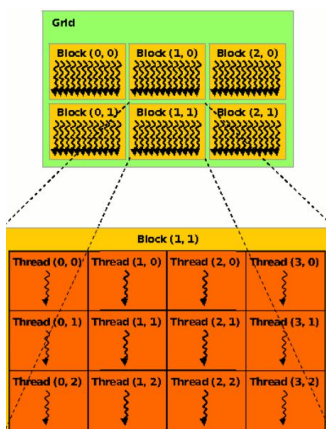 Grid
Block (0, 0) Block (1, 0) Block (2, 0)
Block (0, 1) Block (1, 1) Block (2, 1)
Block (1, 1)
Thread (0, 0) Thread (1, 0) Thread (2, 0) Thread (3, 0)
Thread (0, 1) Thread (1, 1) Thread (2, 1) Thread (3, 1)
Thread (0, 2) Thread (1, 2) Thread (2, 2) Thread (3, 2)